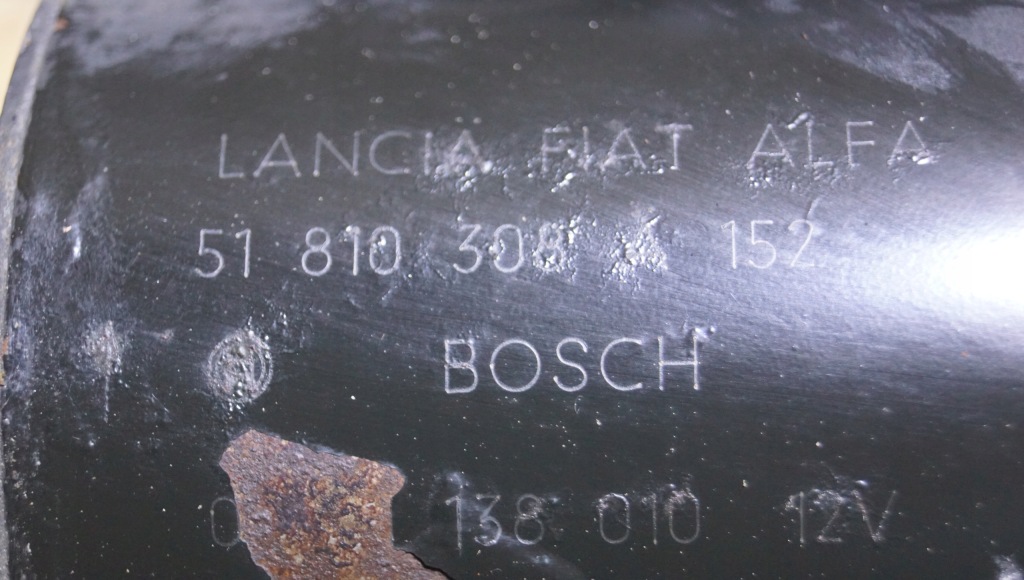 LANCIA FIAT ALFA
51 810 308 152
BOSCH
138 010 12V